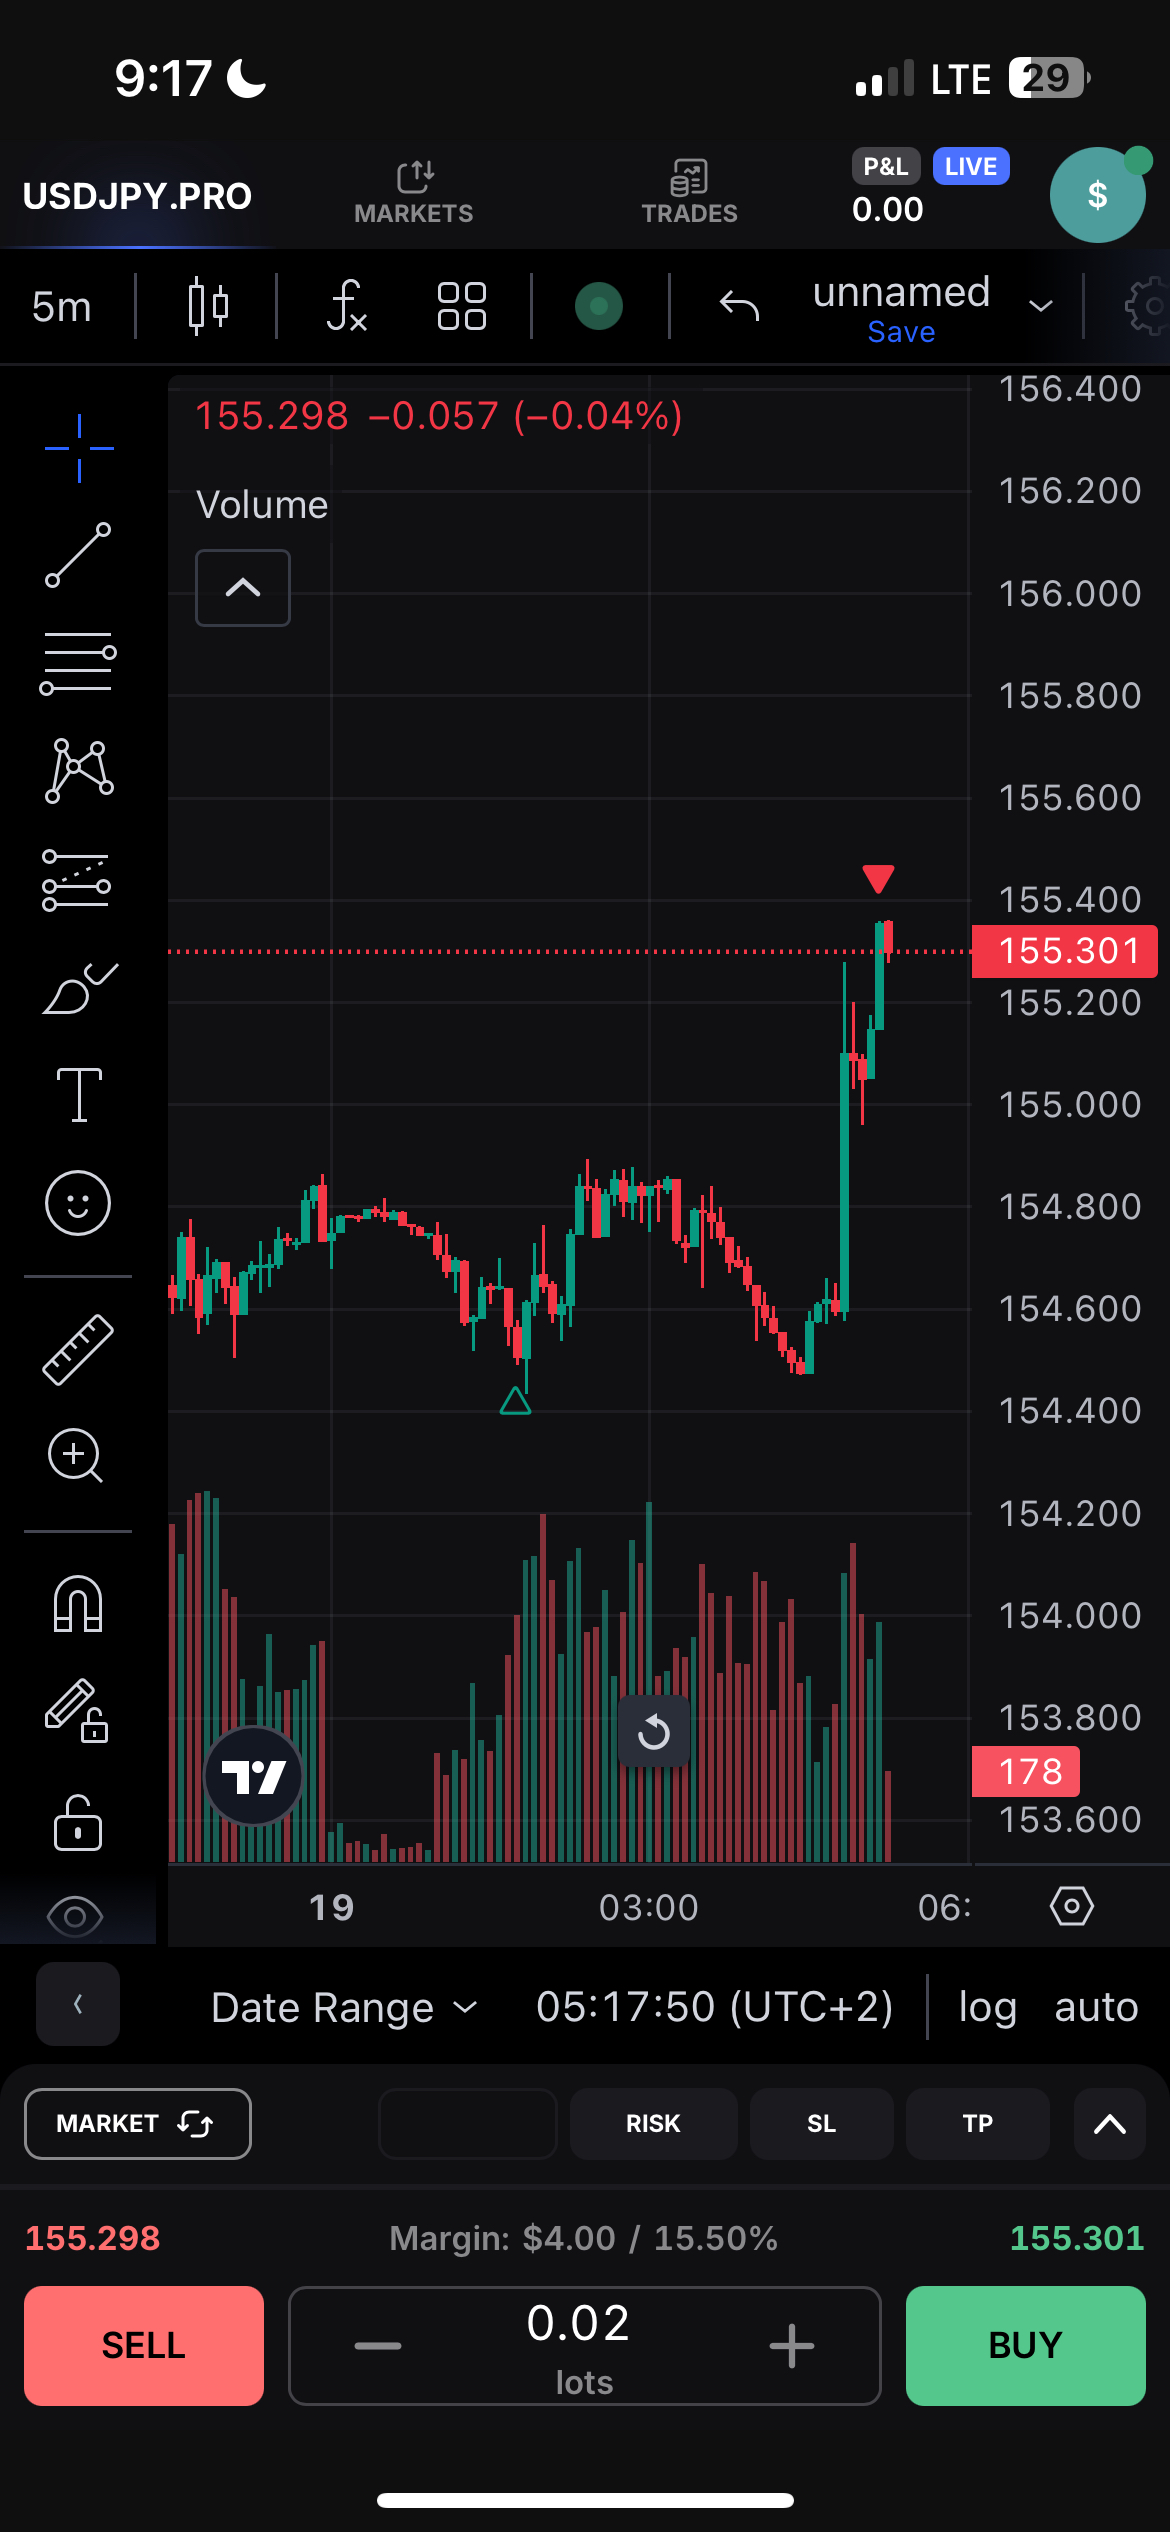 9:17
LTE 29
USDJPY.PRO
MARKETS
TRADES
P&L LIVE
0.00
$
5m
unnamed
Save
155.298 −0.057 (−0.04%)
Volume
156.400
156.200
156.000
155.800
155.600
155.400
155.301
155.200
155.000
154.800
154.600
154.400
154.200
154.000
153.800
178
153.600
19 03:00 06:
Date Range 05:17:50 (UTC+2) log auto
MARKET RISK SL TP
155.298 Margin: $4.00 / 15.50% 155.301
SELL 0.02 lots BUY